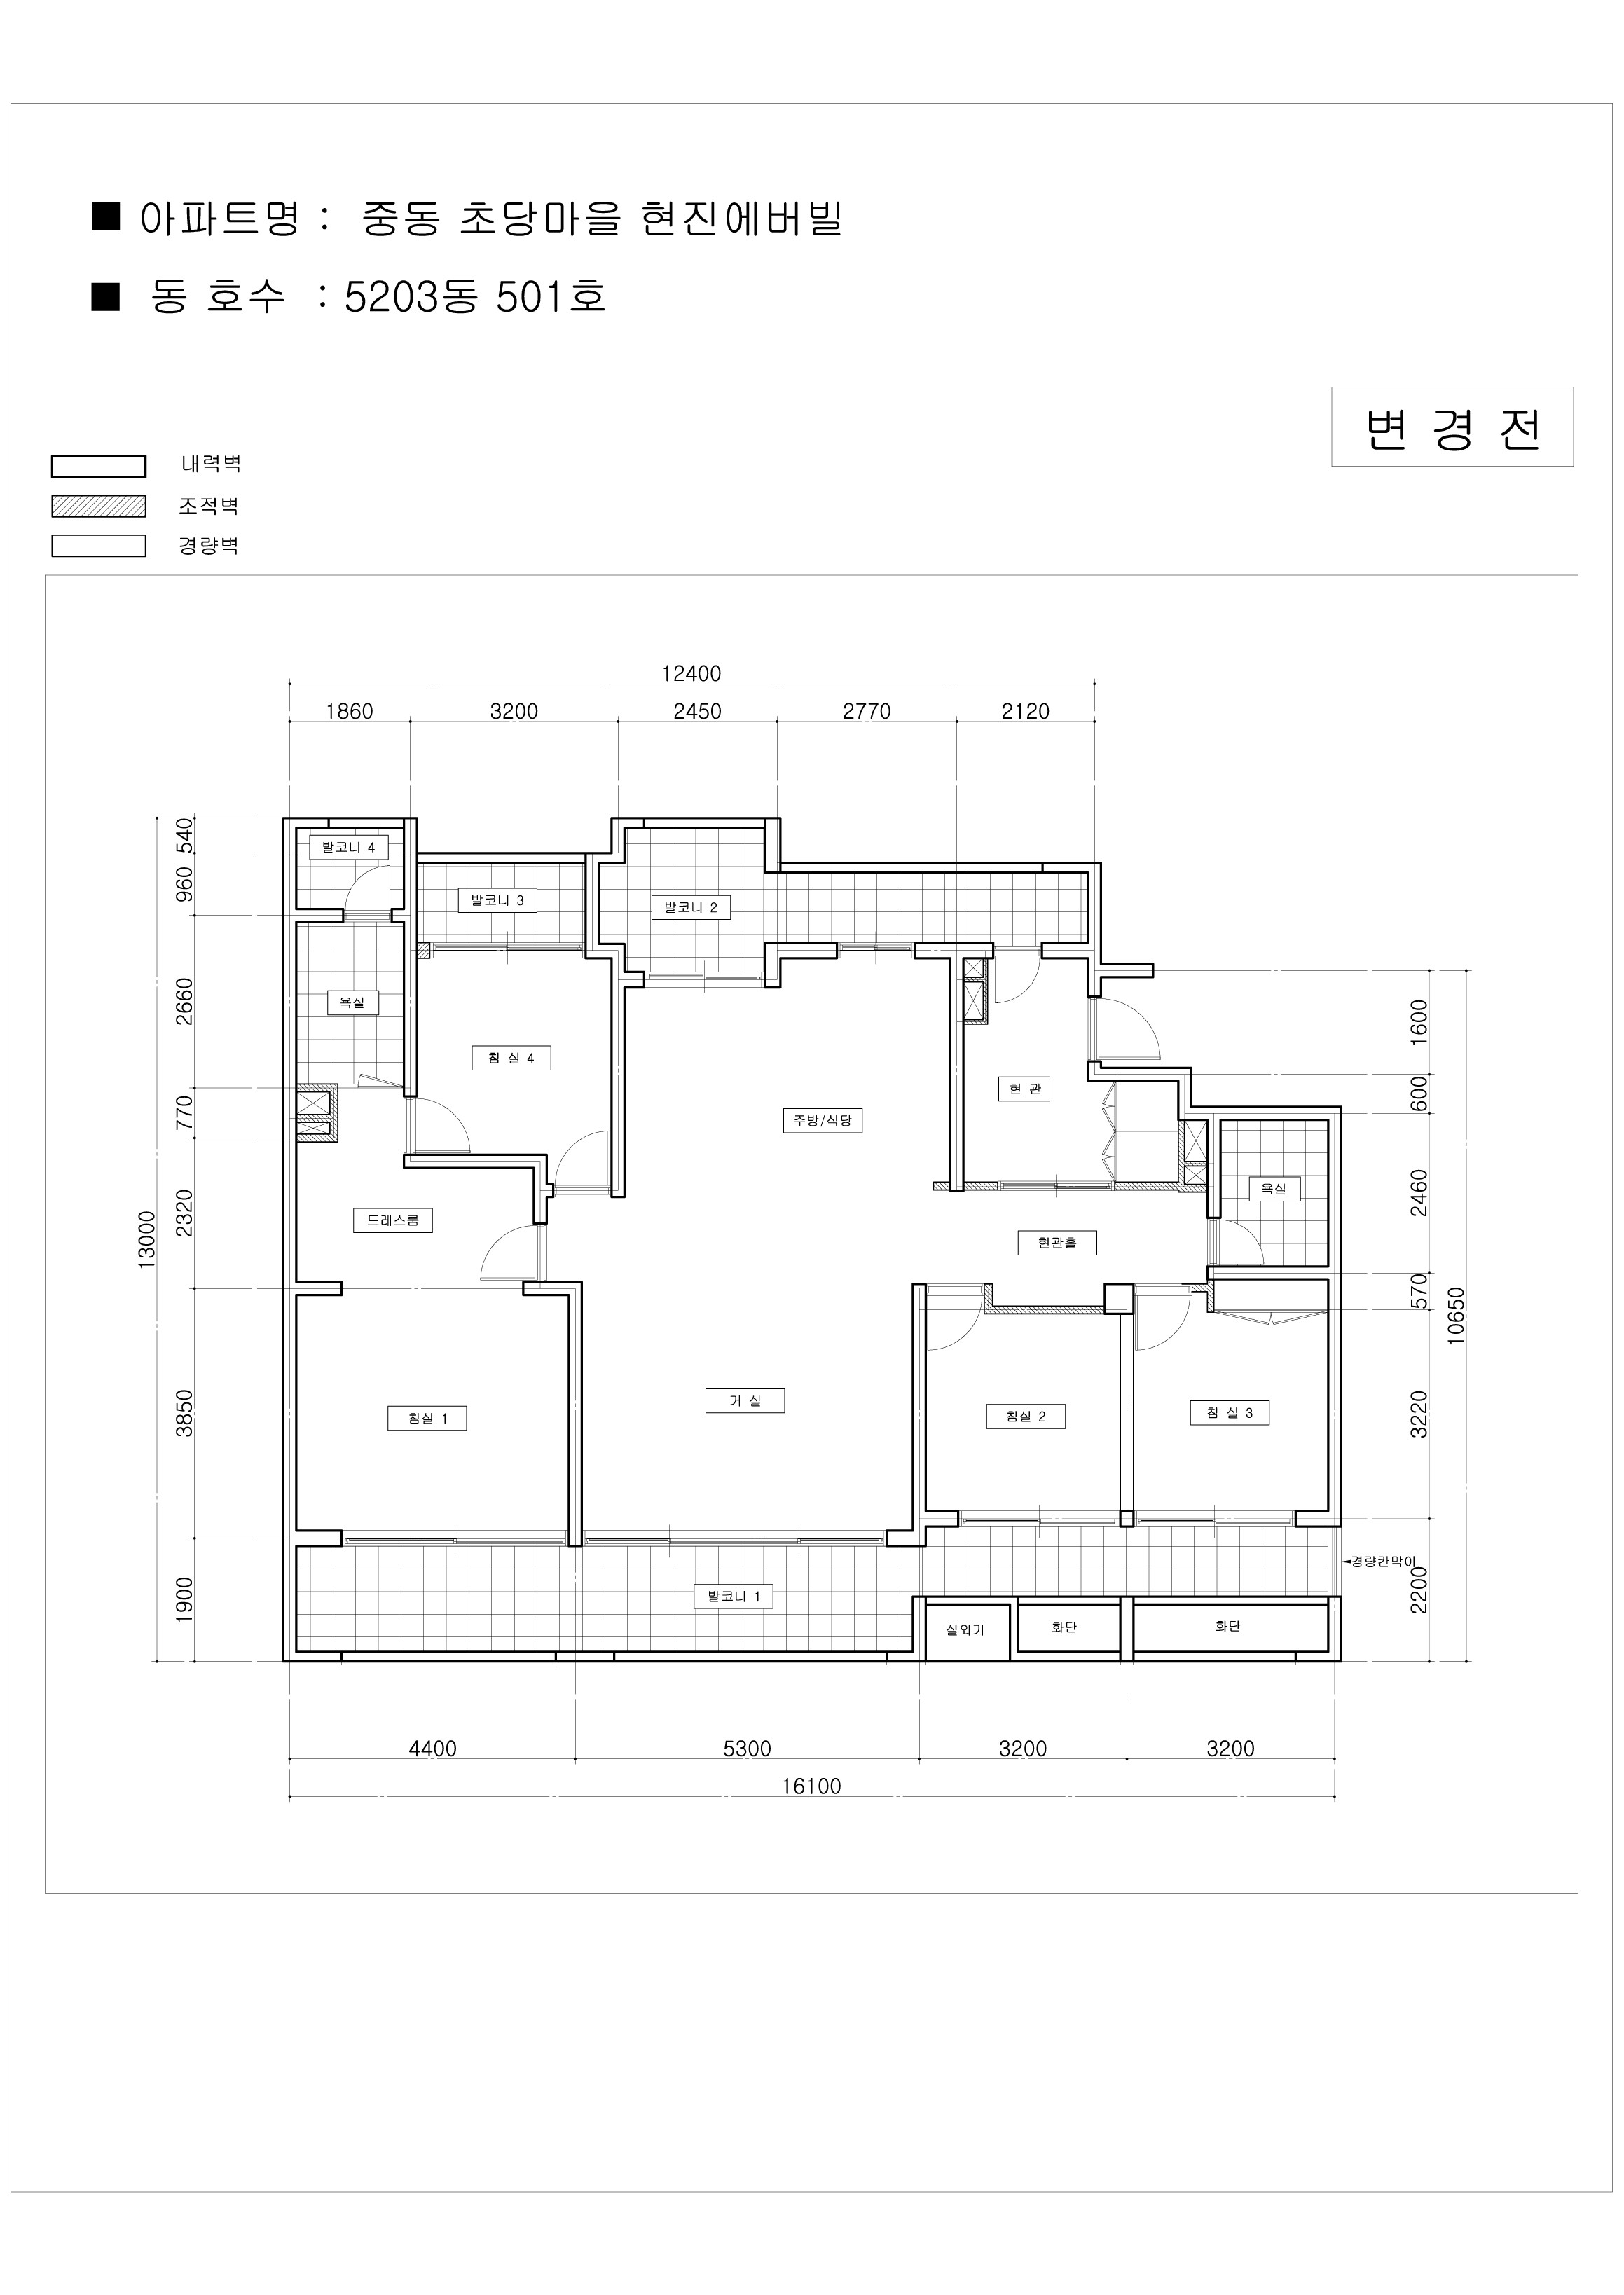 ■ 아파트명 : 중동 초당마을 현진에버빌
■ 동 호수 : 5203동 501호
변 경 전
내력벽
조적벽
경량벽
12400
1860 3200 2450 2770 2120
540
960
2660
770
2320
3850
1900
13000
1600
600
2460
570
3220
2200
10650
발코니 4
발코니 3
발코니 2
욕실
침 실 4
현 관
주방/식당
욕실
드레스룸
현관홀
거 실
침실 1
침실 2
침 실 3
경량칸막이
발코니 1
실외기
화단
화단
4400 5300 3200 3200
16100